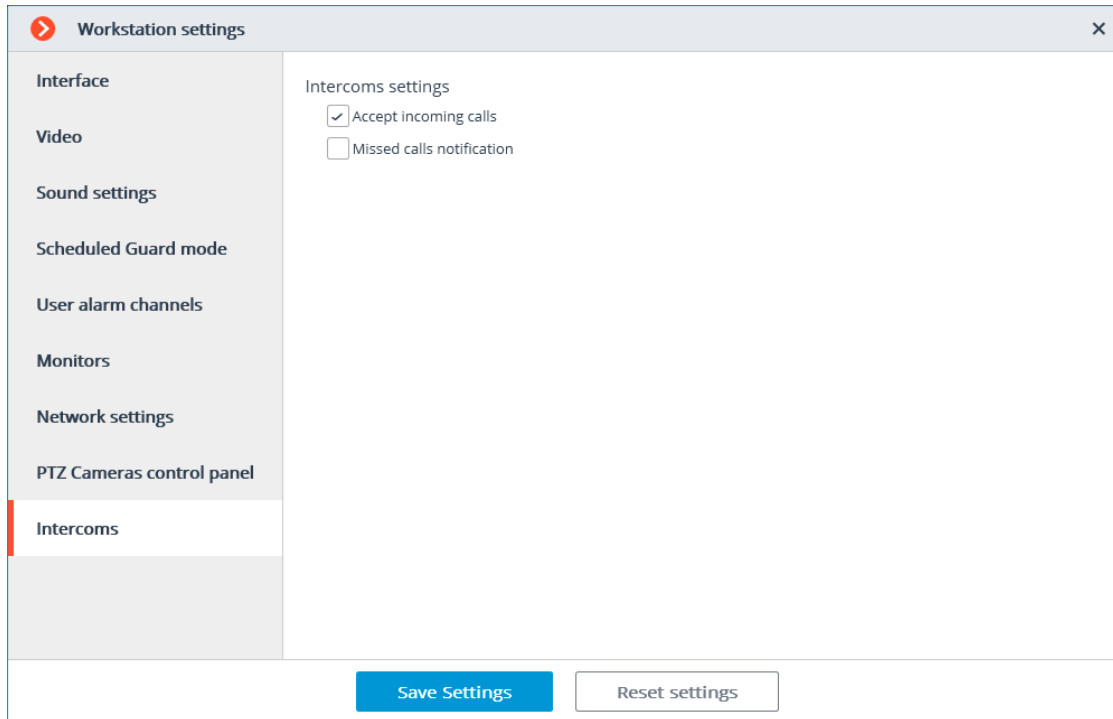 Workstation settings
Interface
Video
Sound settings
Scheduled Guard mode
User alarm channels
Monitors
Network settings
PTZ Cameras control panel
Intercoms
Intercoms settings
Accept incoming calls
Missed calls notification
Save Settings
Reset settings